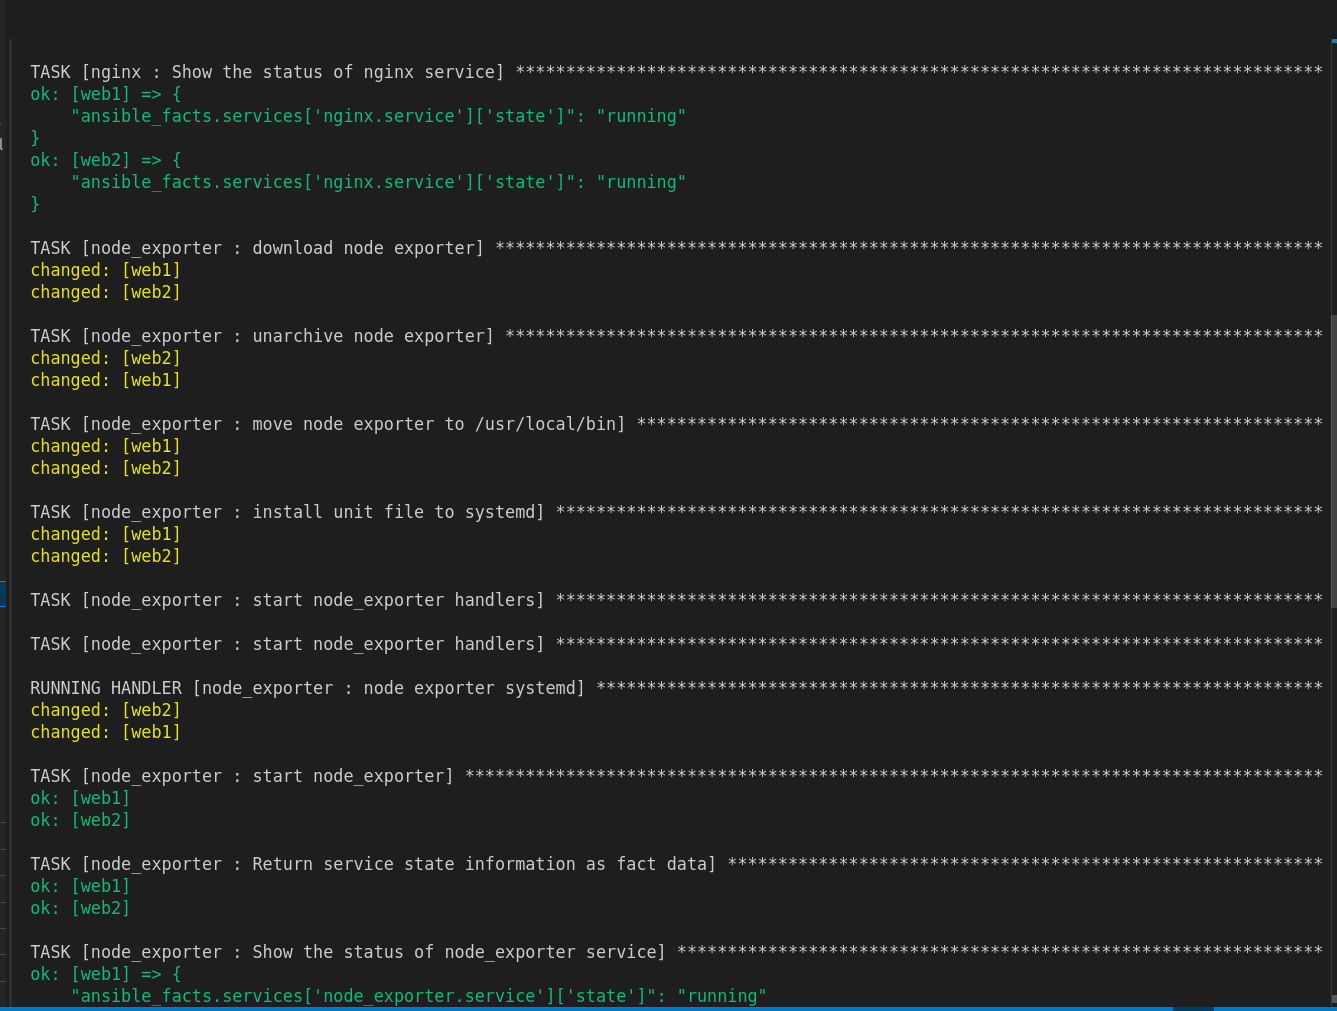 TASK [nginx : Show the status of nginx service] ********************************************************************************
ok: [web1] => {
    "ansible_facts.services['nginx.service']['state']": "running"
}
ok: [web2] => {
    "ansible_facts.services['nginx.service']['state']": "running"
}
TASK [node_exporter : download node exporter] **********************************************************************************
changed: [web1]
changed: [web2]
TASK [node_exporter : unarchive node exporter] *********************************************************************************
changed: [web2]
changed: [web1]
TASK [node_exporter : move node exporter to /usr/local/bin] ********************************************************************
changed: [web1]
changed: [web2]
TASK [node_exporter : install unit file to systemd] ****************************************************************************
changed: [web1]
changed: [web2]
TASK [node_exporter : start node_exporter handlers] ****************************************************************************
TASK [node_exporter : start node_exporter handlers] ****************************************************************************
RUNNING HANDLER [node_exporter : node exporter systemd] ************************************************************************
changed: [web2]
changed: [web1]
TASK [node_exporter : start node_exporter] *************************************************************************************
ok: [web1]
ok: [web2]
TASK [node_exporter : Return service state information as fact data] ***********************************************************
ok: [web1]
ok: [web2]
TASK [node_exporter : Show the status of node_exporter service] ****************************************************************
ok: [web1] => {
    "ansible_facts.services['node_exporter.service']['state']": "running"